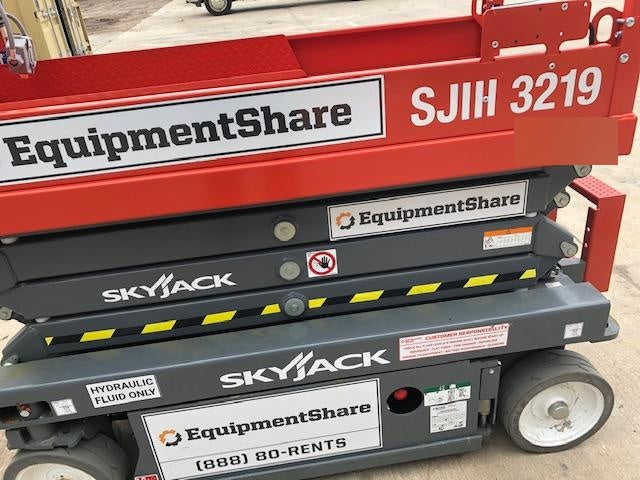 EquipmentShare
SJIII 3219
EquipmentShare
SKYJACK
SKYJACK
CUSTOMER RESPONSIBILITY
HYDRAULIC
FLUID ONLY
EquipmentShare
(888) 80-RENTS